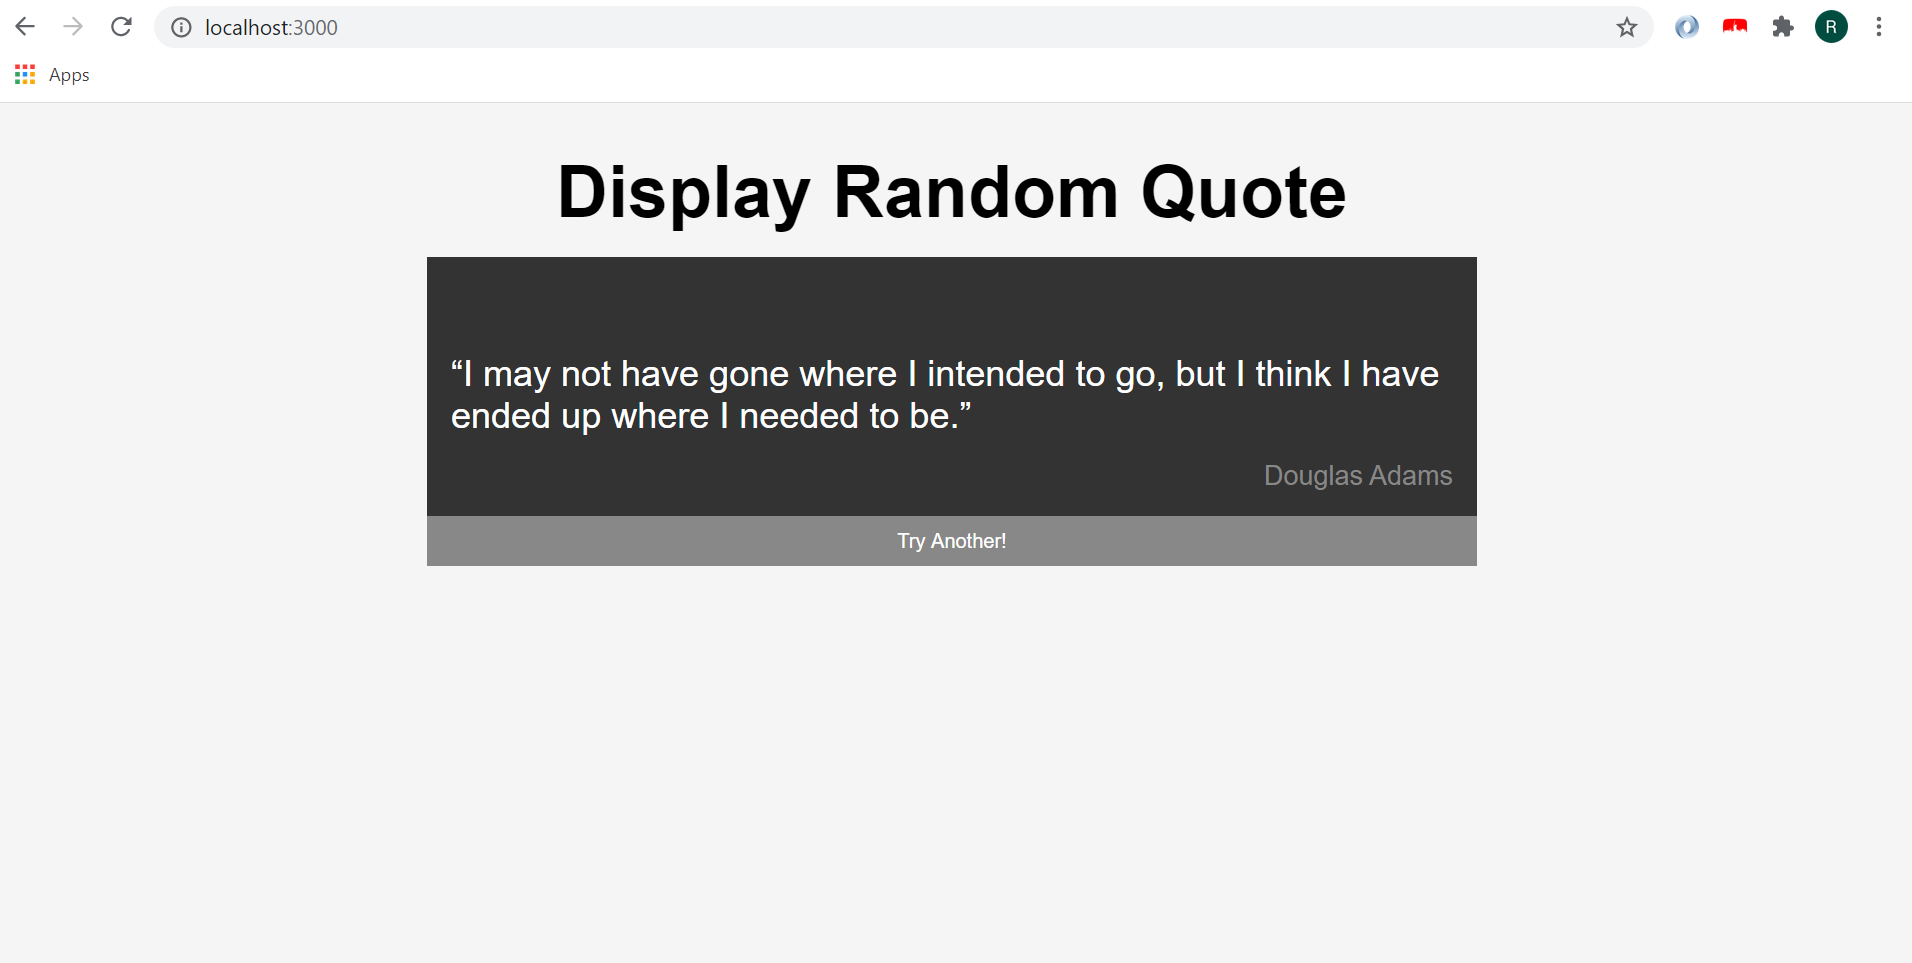 localhost:3000
R
Apps
Display Random Quote
“I may not have gone where I intended to go, but I think I have
ended up where I needed to be.”
Douglas Adams
Try Another!